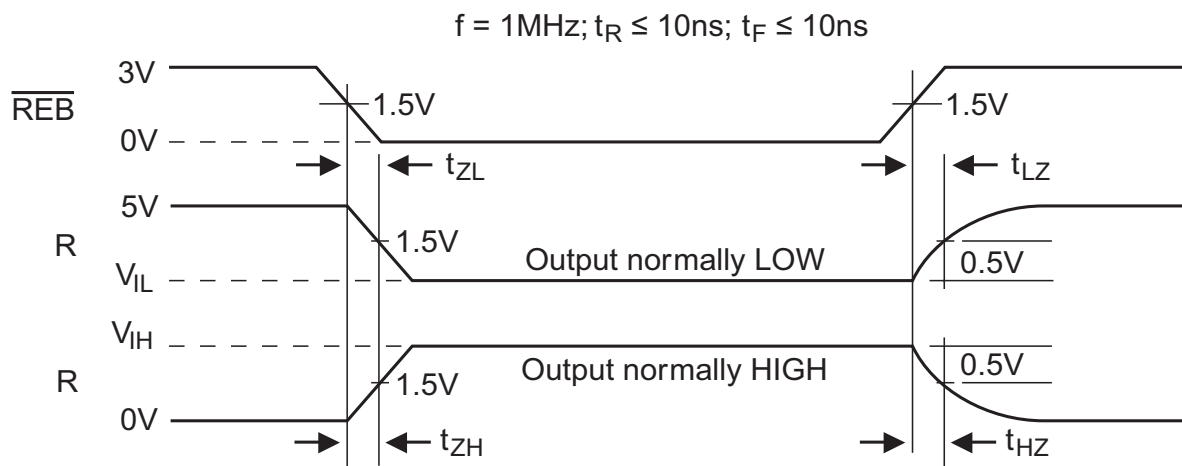 f = 1MHz; tR ≤ 10ns; tF ≤ 10ns
3V
REB
1.5V
1.5V
0V
tZL
tLZ
5V
R
1.5V
Output normally LOW
0.5V
VIL
VIH
R
1.5V
Output normally HIGH
0.5V
0V
tZH
tHZ